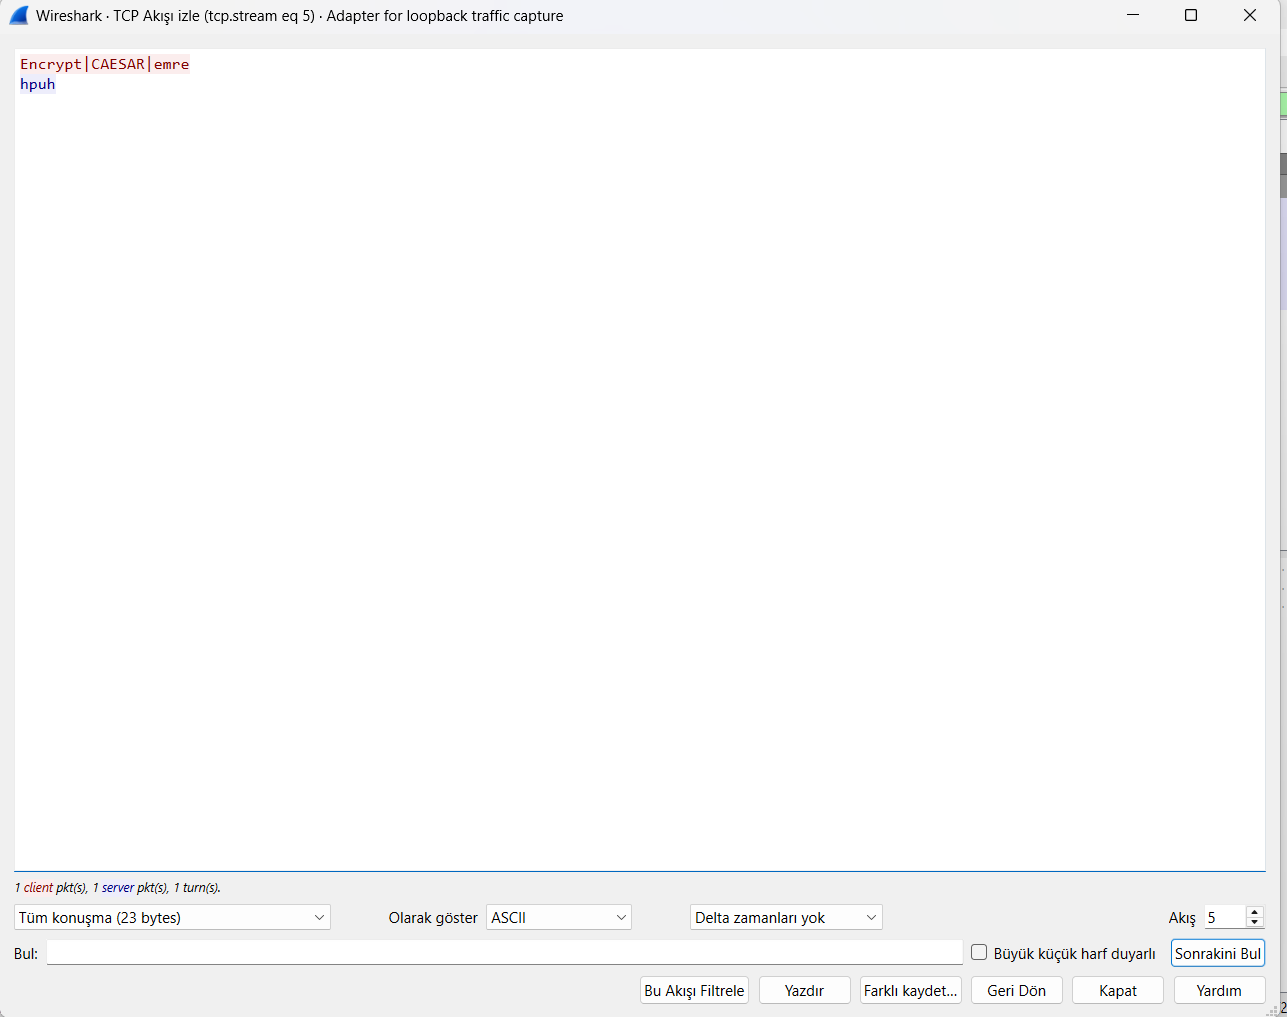 Wireshark · TCP Akışı izle (tcp.stream eq 5) · Adapter for loopback traffic capture
Encrypt|CAESAR|emre
hpuh
1 client pkt(s), 1 server pkt(s), 1 turn(s).
Tüm konuşma (23 bytes)
Olarak göster
ASCII
Delta zamanları yok
Akış
5
Bul:
Büyük küçük harf duyarlı
Sonrakini Bul
Bu Akışı Filtrele
Yazdır
Farklı kaydet...
Geri Dön
Kapat
Yardım